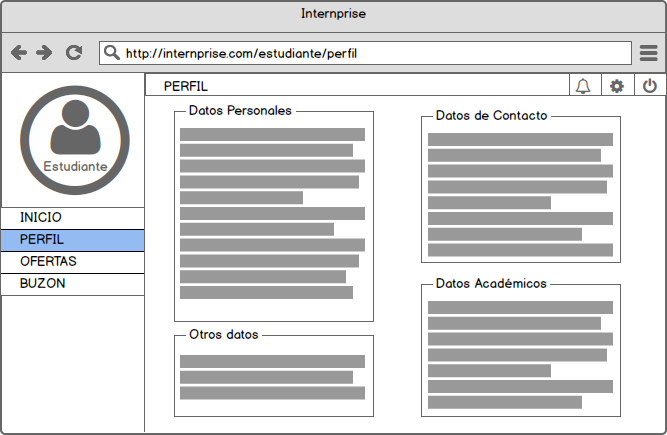 Internprise
http://internprise.com/estudiante/perfil
PERFIL
Estudiante
INICIO
PERFIL
OFERTAS
BUZON
Datos Personales
Datos de Contacto
Otros datos
Datos Académicos